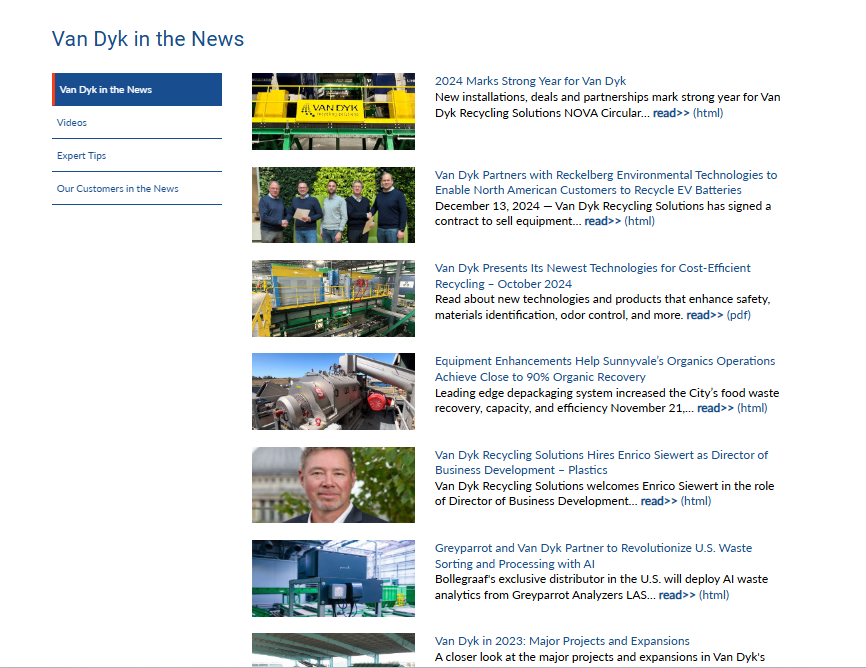 Van Dyk in the News
Van Dyk in the News
Videos
Expert Tips
Our Customers in the News
VAN DYK
2024 Marks Strong Year for Van Dyk
New installations, deals and partnerships mark strong year for Van
Dyk Recycling Solutions NOVA Circular... read>> (html)
Van Dyk Partners with Reckelberg Environmental Technologies to
Enable North American Customers to Recycle EV Batteries
December 13, 2024 — Van Dyk Recycling Solutions has signed a
contract to sell equipment... read>> (html)
Van Dyk Presents Its Newest Technologies for Cost-Efficient
Recycling – October 2024
Read about new technologies and products that enhance safety,
materials identification, odor control, and more. read>> (pdf)
Equipment Enhancements Help Sunnyvale's Organics Operations
Achieve Close to 90% Organic Recovery
Leading edge depackaging system increased the City's food waste
recovery, capacity, and efficiency November 21,... read>> (html)
Van Dyk Recycling Solutions Hires Enrico Siewert as Director of
Business Development – Plastics
Van Dyk Recycling Solutions welcomes Enrico Siewert in the role
of Director of Business Development... read>> (html)
Greyparrot and Van Dyk Partner to Revolutionize U.S. Waste
Sorting and Processing with AI
Bollegraaf's exclusive distributor in the U.S. will deploy AI waste
analytics from Greyparrot Analyzers LAS... read>> (html)
Van Dyk in 2023: Major Projects and Expansions
A closer look at the major projects and expansions in Van Dyk's